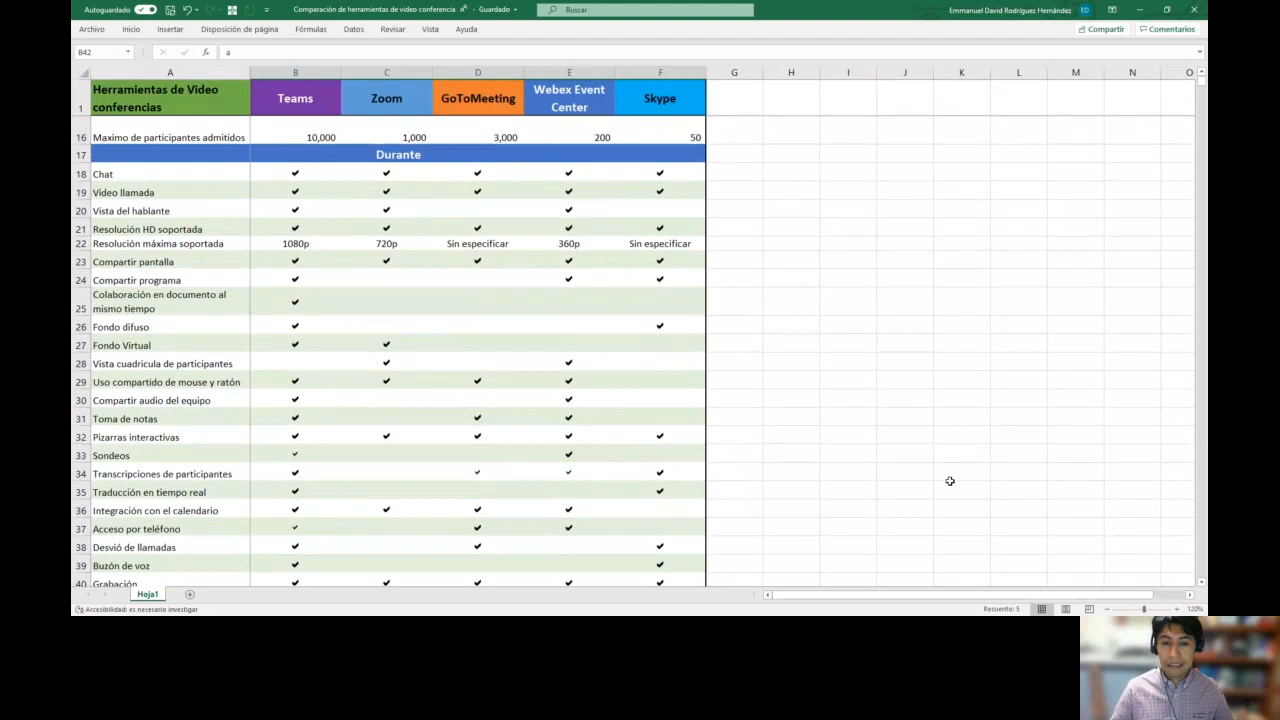 Autoguardado
Comparación de herramientas de video conferencia
- Guardado
Buscar
Emmanuel David Rodríguez Hernández
ED
Archivo Inicio Insertar Disposición de página Fórmulas Datos Revisar Vista Ayuda
Compartir Comentarios
B42 fx a
A B C D E F G H I J K L M N O
1 Herramientas de Video conferencias Teams Zoom GoToMeeting Webex Event Center Skype
16 Maximo de participantes admitidos 10,000 1,000 3,000 200 50
17 Durante
18 Chat ✓ ✓ ✓ ✓ ✓
19 Video llamada ✓ ✓ ✓ ✓ ✓
20 Vista del hablante ✓ ✓ ✓
21 Resolución HD soportada ✓ ✓ ✓ ✓ ✓
22 Resolución máxima soportada 1080p 720p Sin especificar 360p Sin especificar
23 Compartir pantalla ✓ ✓ ✓ ✓ ✓
24 Compartir programa ✓ ✓ ✓
25 Colaboración en documento al mismo tiempo ✓
26 Fondo difuso ✓ ✓
27 Fondo Virtual ✓ ✓
28 Vista cuadricula de participantes ✓ ✓
29 Uso compartido de mouse y ratón ✓ ✓ ✓ ✓
30 Compartir audio del equipo ✓ ✓
31 Toma de notas ✓ ✓ ✓
32 Pizarras interactivas ✓ ✓ ✓ ✓ ✓
33 Sondeos ✓ ✓
34 Transcripciones de participantes ✓ ✓ ✓ ✓
35 Traducción en tiempo real ✓ ✓
36 Integración con el calendario ✓ ✓ ✓ ✓
37 Acceso por teléfono ✓ ✓ ✓
38 Desvió de llamadas ✓ ✓ ✓
39 Buzón de voz ✓ ✓
40 Grabación ✓ ✓ ✓ ✓ ✓
Hoja1
Accesibilidad: es necesario investigar
Recuento: 5
120%